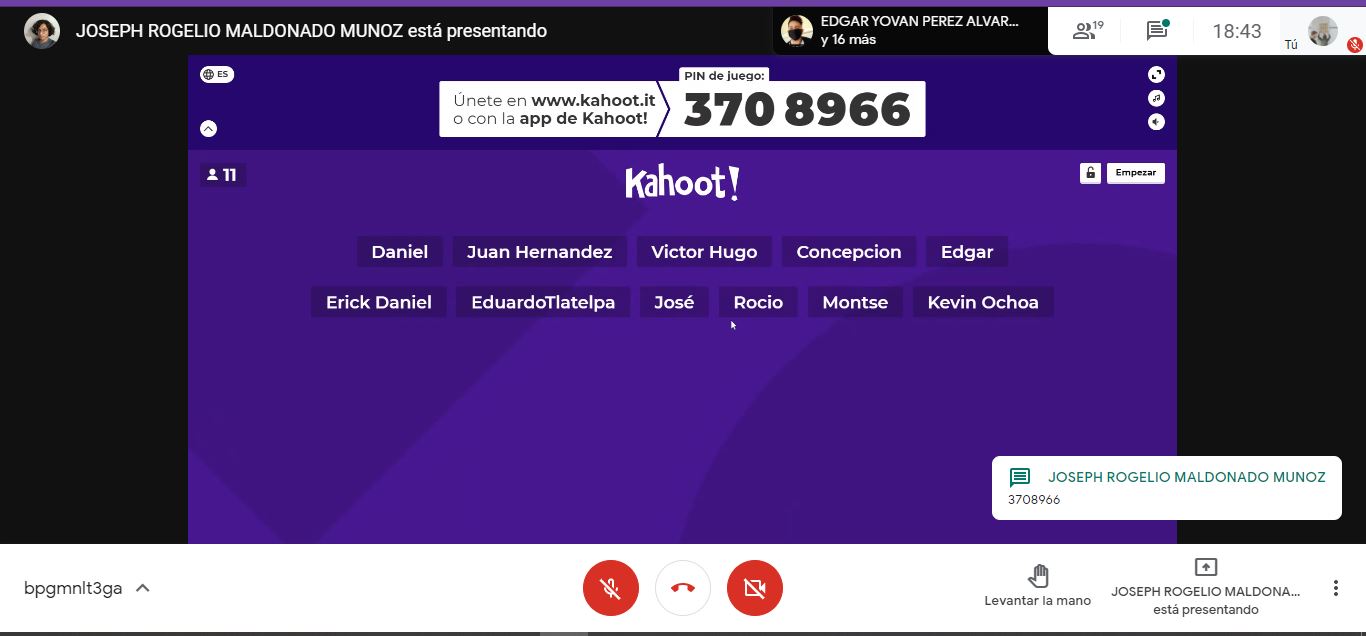 JOSEPH ROGELIO MALDONADO MUNOZ está presentando
EDGAR YOVAN PEREZ ALVAR...
y 16 más
19
18:43
Tú
ES
Únete en www.kahoot.it
o con la app de Kahoot!
PIN de juego:
370 8966
11
Kahoot!
Empezar
Daniel
Juan Hernandez
Victor Hugo
Concepcion
Edgar
Erick Daniel
EduardoTlatelpa
José
Rocio
Montse
Kevin Ochoa
JOSEPH ROGELIO MALDONADO MUNOZ
3708966
bpgmnlt3ga
Levantar la mano
JOSEPH ROGELIO MALDONA...
está presentando